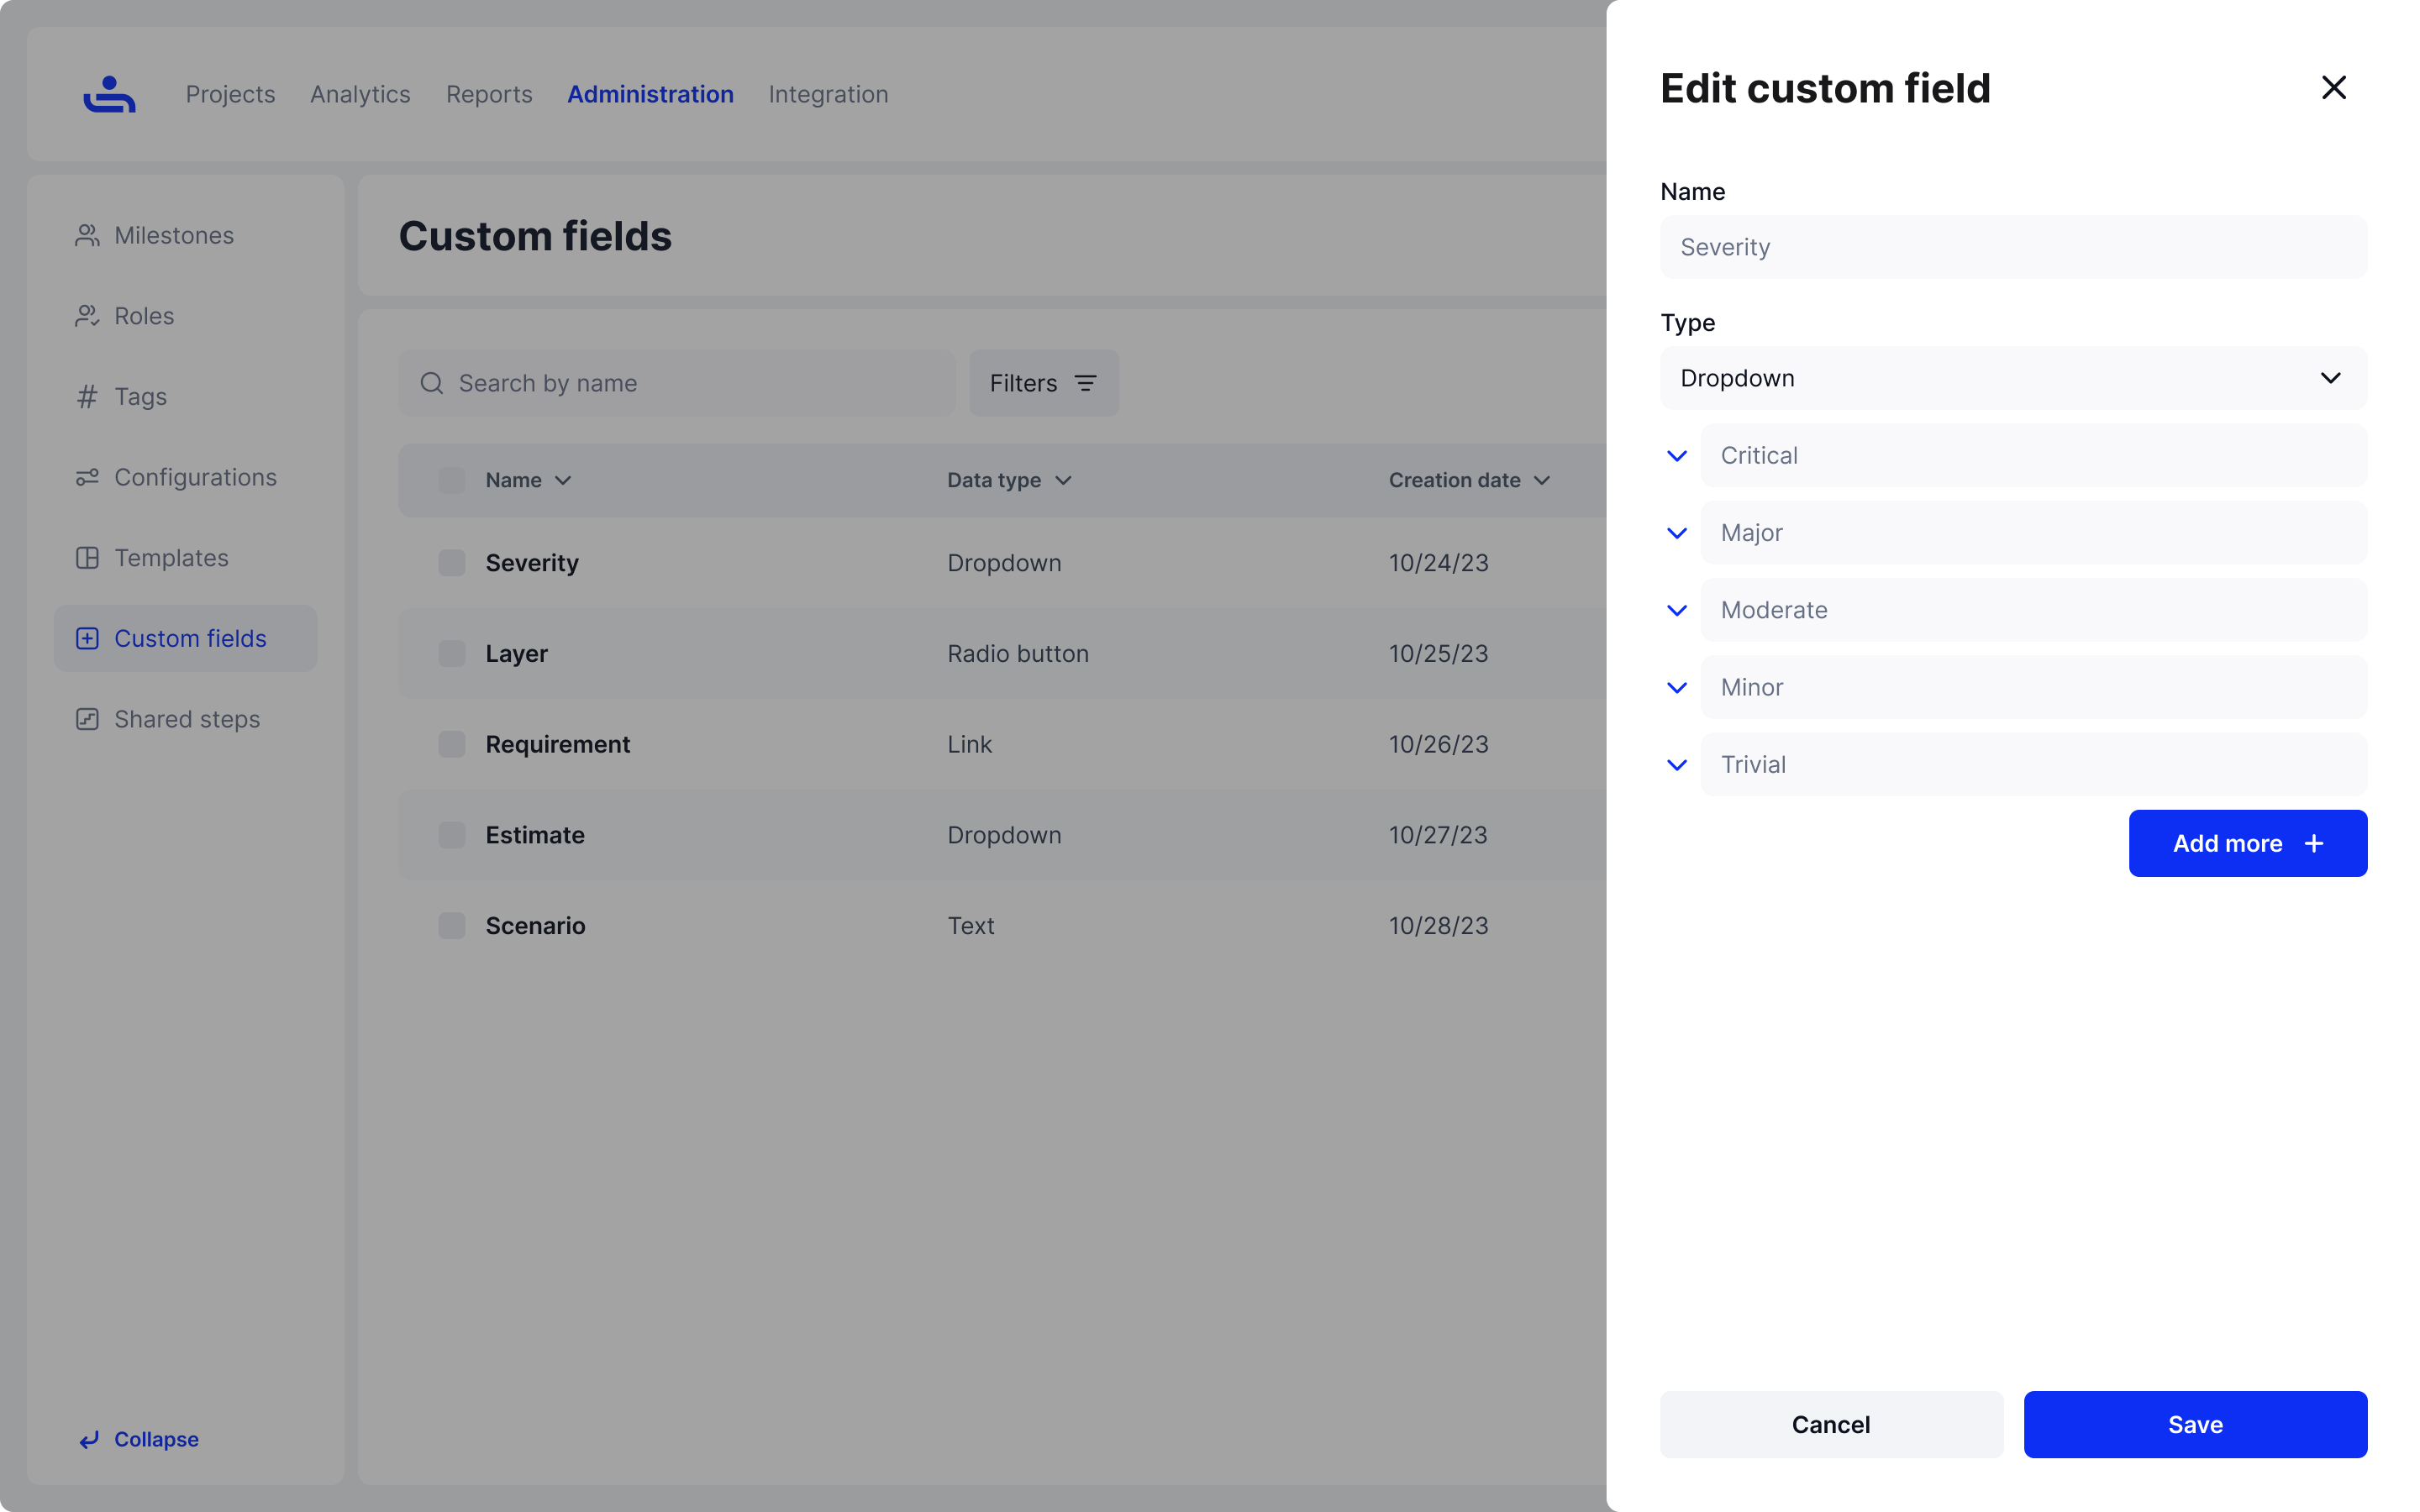 Projects Analytics Reports Administration Integration
Milestones
Roles
Tags
Configurations
Templates
Custom fields
Shared steps
Collapse
Custom fields
Search by name Filters
Name Data type Creation date
Severity Dropdown 10/24/23
Layer Radio button 10/25/23
Requirement Link 10/26/23
Estimate Dropdown 10/27/23
Scenario Text 10/28/23
Edit custom field
Name
Severity
Type
Dropdown
Critical
Major
Moderate
Minor
Trivial
Add more +
Cancel Save